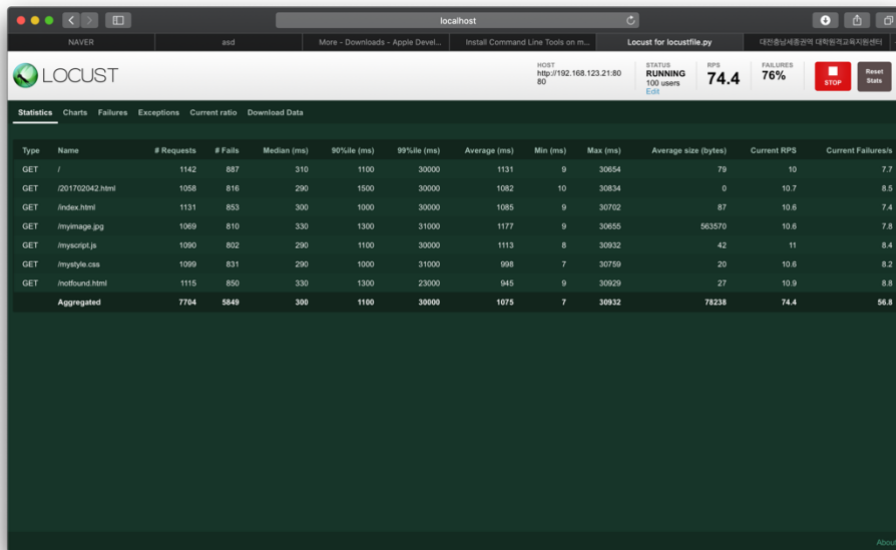 localhost
NAVER
asd
More - Downloads - Apple Devel...
Install Command Line Tools on m...
Locust for locustfile.py
대전충남세종권역 대학원격교육지원센터
LOCUST
HOST
http://192.168.123.21:80
80
STATUS
RUNNING
100 users
Edit
RPS
74.4
FAILURES
76%
STOP
Reset
Stats
Statistics Charts Failures Exceptions Current ratio Download Data
Type Name # Requests # Fails Median (ms) 90%ile (ms) 99%ile (ms) Average (ms) Min (ms) Max (ms) Average size (bytes) Current RPS Current Failures/s
GET / 1142 887 310 1100 30000 1131 9 30654 79 10 7.7
GET /201702042.html 1058 816 290 1500 30000 1082 10 30834 0 10.7 8.5
GET /index.html 1131 853 300 1000 30000 1085 9 30702 87 10.6 7.4
GET /myimage.jpg 1069 810 330 1300 31000 1177 9 30655 563570 10.6 7.8
GET /myscript.js 1090 802 290 1100 30000 1113 8 30932 42 11 8.4
GET /mystyle.css 1099 831 290 1000 31000 998 7 30759 20 10.6 8.2
GET /notfound.html 1115 850 330 1300 23000 945 9 30929 27 10.9 8.8
Aggregated 7704 5849 300 1100 30000 1075 7 30932 78238 74.4 56.8
About